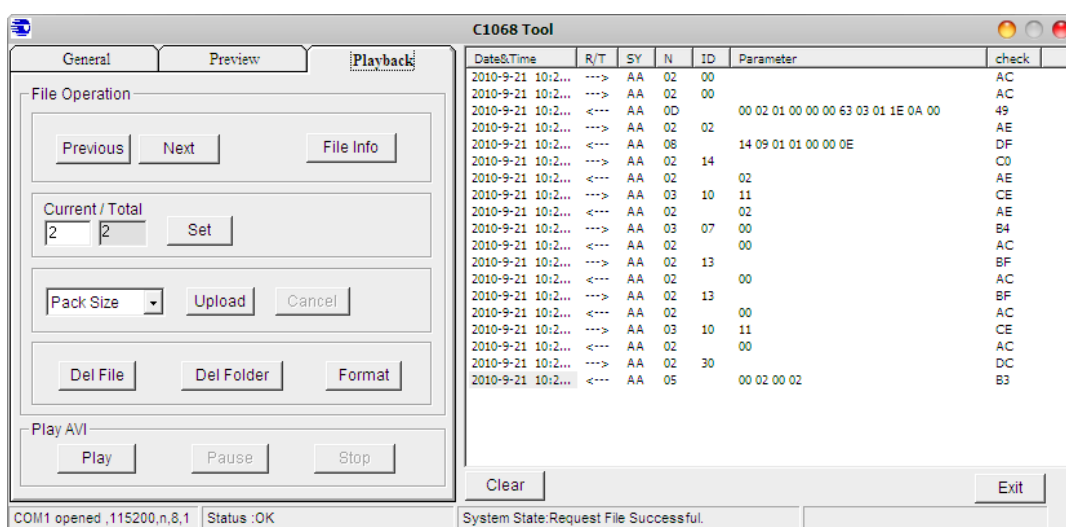 C1068 Tool
General Preview Playback
File Operation
Previous Next File Info
Current / Total
2 2 Set
Pack Size Upload Cancel
Del File Del Folder Format
Play AVI
Play Pause Stop
Date&Time R/T SY N ID Parameter check
2010-9-21 10:2... ---> AA 02 00 AC
2010-9-21 10:2... ---> AA 02 00 AC
2010-9-21 10:2... <--- AA 0D 00 02 01 00 00 00 63 03 01 1E 0A 00 49
2010-9-21 10:2... ---> AA 02 02 AE
2010-9-21 10:2... <--- AA 08 14 09 01 01 00 00 0E DF
2010-9-21 10:2... ---> AA 02 14 C0
2010-9-21 10:2... <--- AA 02 02 AE
2010-9-21 10:2... ---> AA 03 10 11 CE
2010-9-21 10:2... <--- AA 02 02 AE
2010-9-21 10:2... ---> AA 03 07 00 B4
2010-9-21 10:2... <--- AA 02 00 AC
2010-9-21 10:2... ---> AA 02 13 BF
2010-9-21 10:2... <--- AA 02 00 AC
2010-9-21 10:2... ---> AA 02 13 BF
2010-9-21 10:2... <--- AA 02 00 AC
2010-9-21 10:2... ---> AA 03 10 11 CE
2010-9-21 10:2... <--- AA 02 00 AC
2010-9-21 10:2... ---> AA 02 30 DC
2010-9-21 10:2... <--- AA 05 00 02 00 02 B3
Clear Exit
COM1 opened ,115200,n,8,1 Status :OK System State:Request File Successful.